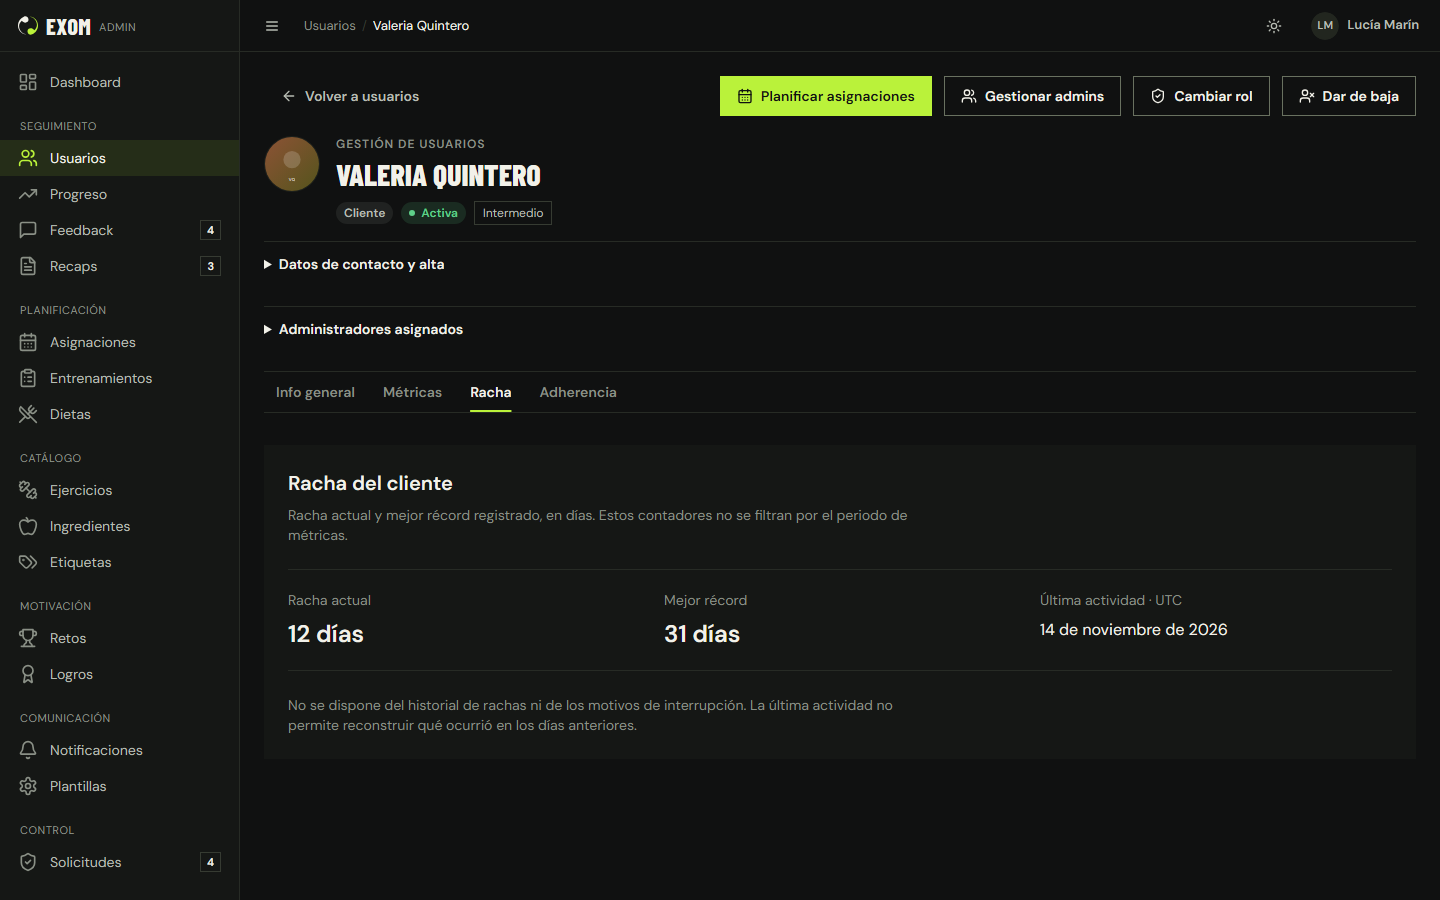 EXOM ADMIN
Usuarios / Valeria Quintero
LM Lucía Marín
Dashboard
SEGUIMIENTO
Usuarios
Progreso
Feedback 4
Recaps 3
PLANIFICACIÓN
Asignaciones
Entrenamientos
Dietas
CATÁLOGO
Ejercicios
Ingredientes
Etiquetas
MOTIVACIÓN
Retos
Logros
COMUNICACIÓN
Notificaciones
Plantillas
CONTROL
Solicitudes 4
Volver a usuarios
Planificar asignaciones
Gestionar admins
Cambiar rol
Dar de baja
GESTIÓN DE USUARIOS
VALERIA QUINTERO
Cliente
Activa
Intermedio
Datos de contacto y alta
Administradores asignados
Info general
Métricas
Racha
Adherencia
Racha del cliente
Racha actual y mejor récord registrado, en días. Estos contadores no se filtran por el periodo de
métricas.
Racha actual
12 días
Mejor récord
31 días
Última actividad · UTC
14 de noviembre de 2026
No se dispone del historial de rachas ni de los motivos de interrupción. La última actividad no
permite reconstruir qué ocurrió en los días anteriores.